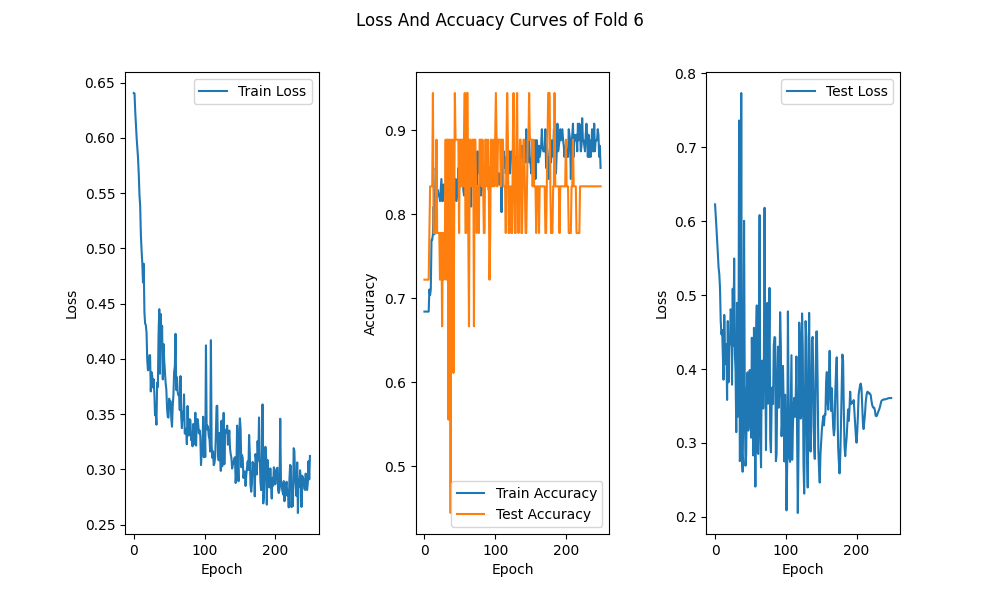 Loss And Accuacy Curves of Fold 6
Loss
0.65
0.60
0.55
0.50
0.45
0.40
0.35
0.30
0.25
0 100 200
Epoch
Train Loss
Accuracy
0.9
0.8
0.7
0.6
0.5
0 100 200
Epoch
Train Accuracy
Test Accuracy
Loss
0.8
0.7
0.6
0.5
0.4
0.3
0.2
0 100 200
Epoch
Test Loss